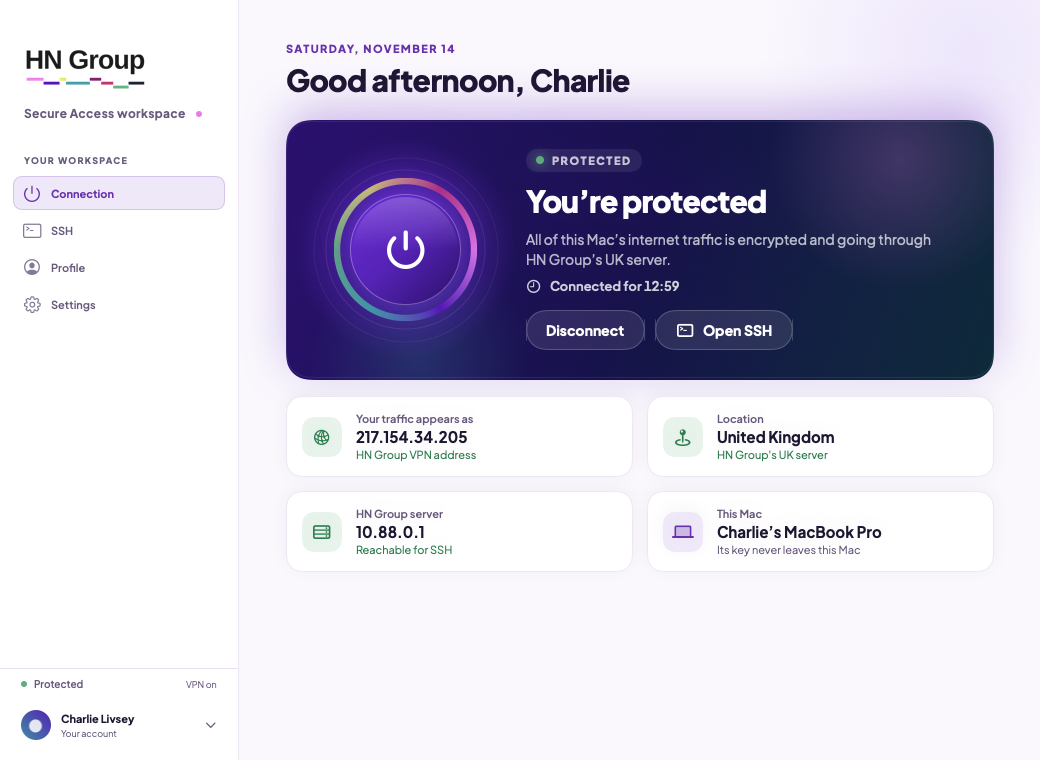 HN Group
Secure Access workspace
YOUR WORKSPACE
Connection
SSH
Profile
Settings
Protected
VPN on
Charlie Livsey
Your account
SATURDAY, NOVEMBER 14
Good afternoon, Charlie
PROTECTED
You’re protected
All of this Mac’s internet traffic is encrypted and going through
HN Group’s UK server.
Connected for 12:59
Disconnect
Open SSH
Your traffic appears as
217.154.34.205
HN Group VPN address
Location
United Kingdom
HN Group’s UK server
HN Group server
10.88.0.1
Reachable for SSH
This Mac
Charlie’s MacBook Pro
Its key never leaves this Mac